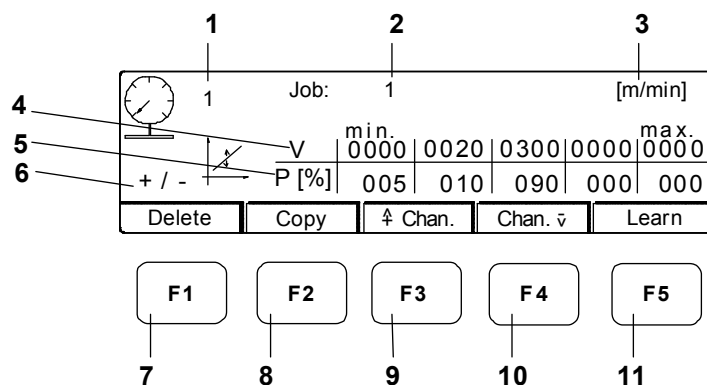 1 2 3
1 Job: 1 [m/min]
min. max.
4 V 0000 0020 0300 0000 0000
5 P [%] 005 010 090 000 000
6 + / -
Delete Copy Chan. Chan. Learn
F1 F2 F3 F4 F5
7 8 9 10 11